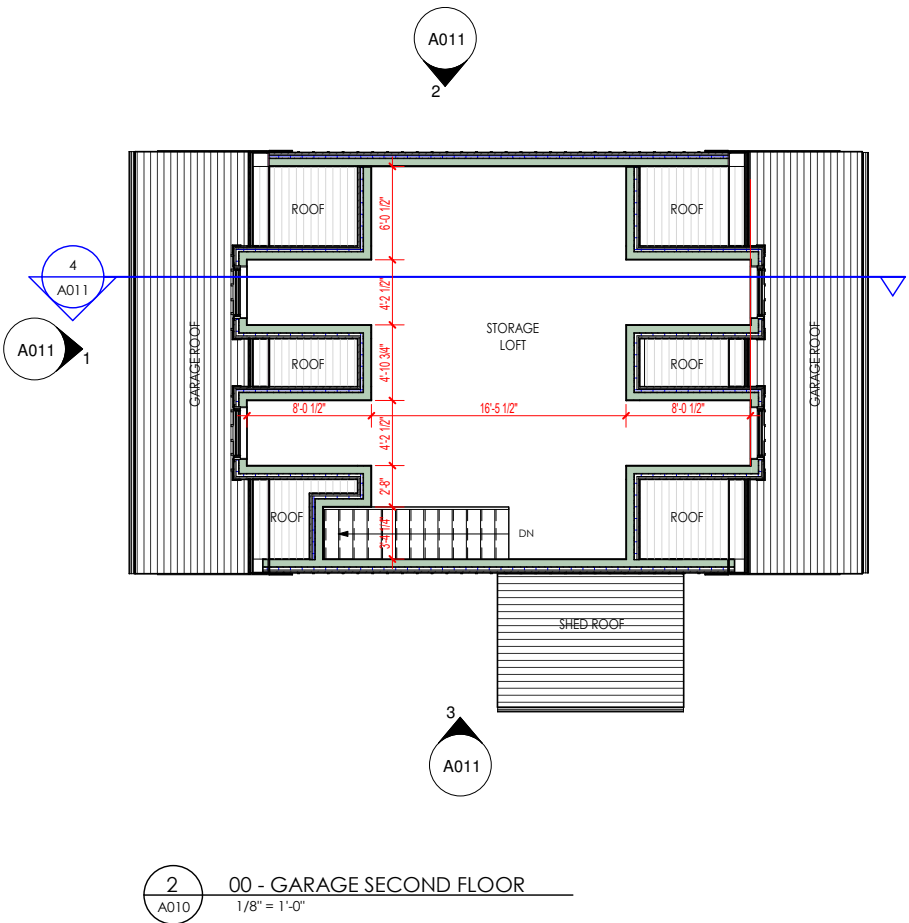 A011
2
ROOF
ROOF
6'-0 1/2"
4
A011
4'-2 1/2"
STORAGE
LOFT
A011
1
GARAGE ROOF
ROOF
4'-10 3/4"
ROOF
GARAGE ROOF
8'-0 1/2"
16'-5 1/2"
8'-0 1/2"
4'-2 1/2"
2'-8"
ROOF
3'-4 1/4"
DN
ROOF
SHED ROOF
3
A011
2
A010
00 - GARAGE SECOND FLOOR
1/8" = 1'-0"